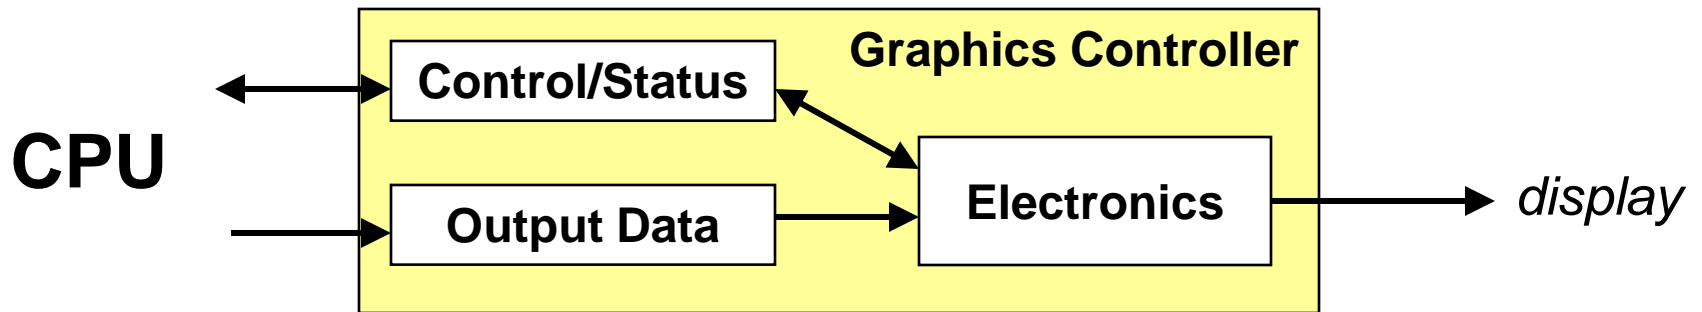 Graphics Controller
Control/Status
CPU
Output Data
Electronics
display